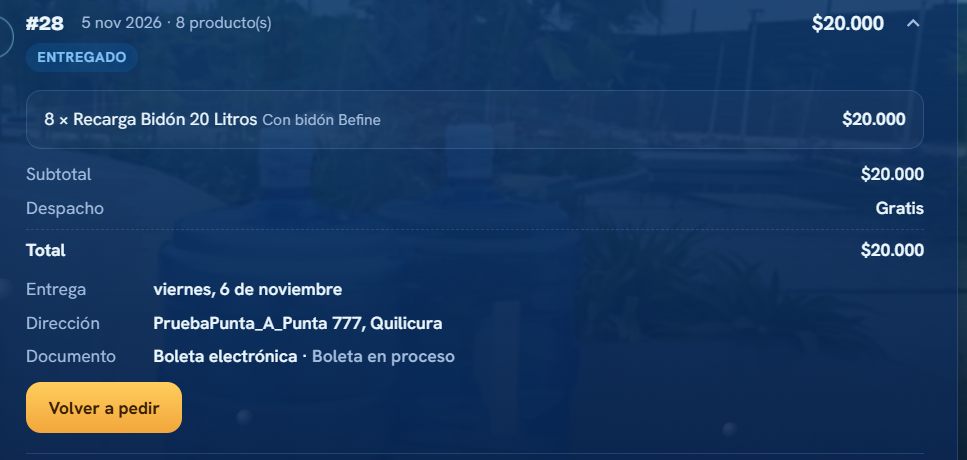 #28 5 nov 2026 · 8 producto(s) $20.000
ENTREGADO
8 × Recarga Bidón 20 Litros Con bidón Befine $20.000
Subtotal $20.000
Despacho Gratis
Total $20.000
Entrega viernes, 6 de noviembre
Dirección PruebaPunta_A_Punta 777, Quilicura
Documento Boleta electrónica · Boleta en proceso
Volver a pedir